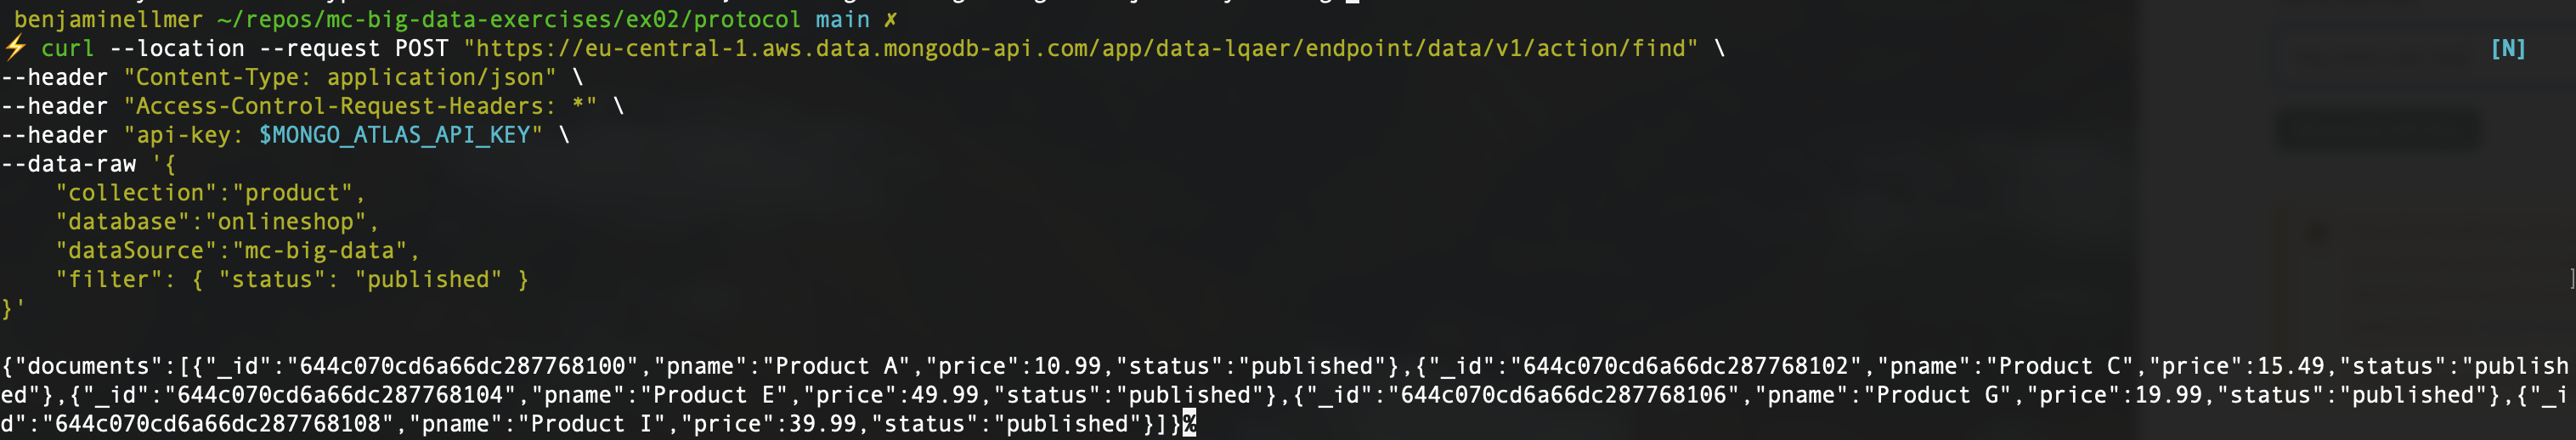 benjaminellmer ~/repos/mc-big-data-exercises/ex02/protocol main ✗
⚡ curl --location --request POST "https://eu-central-1.aws.data.mongodb-api.com/app/data-lqaer/endpoint/data/v1/action/find" \ [N]
--header "Content-Type: application/json" \
--header "Access-Control-Request-Headers: *" \
--header "api-key: $MONGO_ATLAS_API_KEY" \
--data-raw '{
    "collection":"product",
    "database":"onlineshop",
    "dataSource":"mc-big-data",
    "filter": { "status": "published" }
}'
{"documents":[{"_id":"644c070cd6a66dc287768100","pname":"Product A","price":10.99,"status":"published"},{"_id":"644c070cd6a66dc287768102","pname":"Product C","price":15.49,"status":"publish
ed"},{"_id":"644c070cd6a66dc287768104","pname":"Product E","price":49.99,"status":"published"},{"_id":"644c070cd6a66dc287768106","pname":"Product G","price":19.99,"status":"published"},{"_i
d":"644c070cd6a66dc287768108","pname":"Product I","price":39.99,"status":"published"}]}%